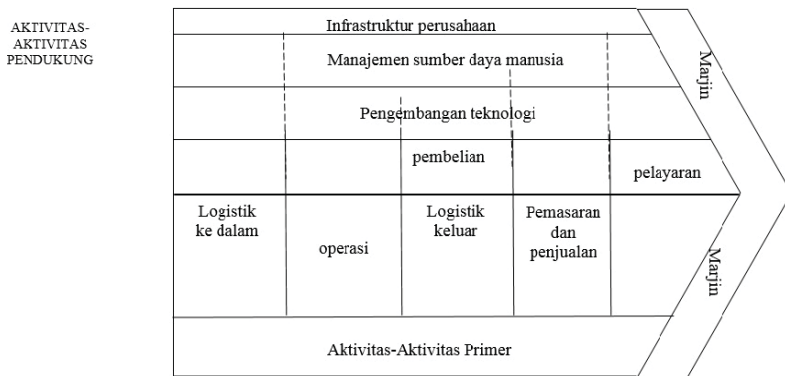 AKTIVITAS-
AKTIVITAS
PENDUKUNG
Infrastruktur perusahaan
Manajemen sumber daya manusia
Pengembangan teknologi
pembelian
pelayaran
Logistik
ke dalam
operasi
Logistik
keluar
Pemasaran
dan
penjualan
Marjin
Marjin
Aktivitas-Aktivitas Primer